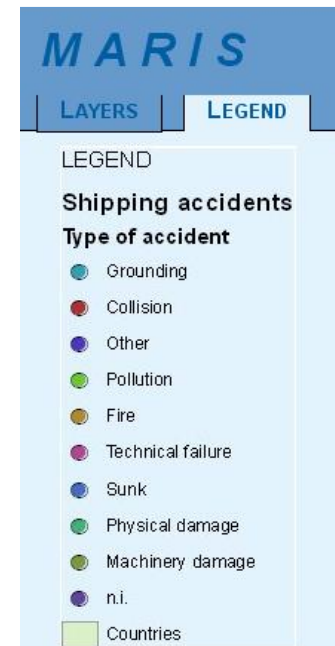 MARIS
LAYERS LEGEND
LEGEND
Shipping accidents
Type of accident
Grounding
Collision
Other
Pollution
Fire
Technical failure
Sunk
Physical damage
Machinery damage
n.i.
Countries